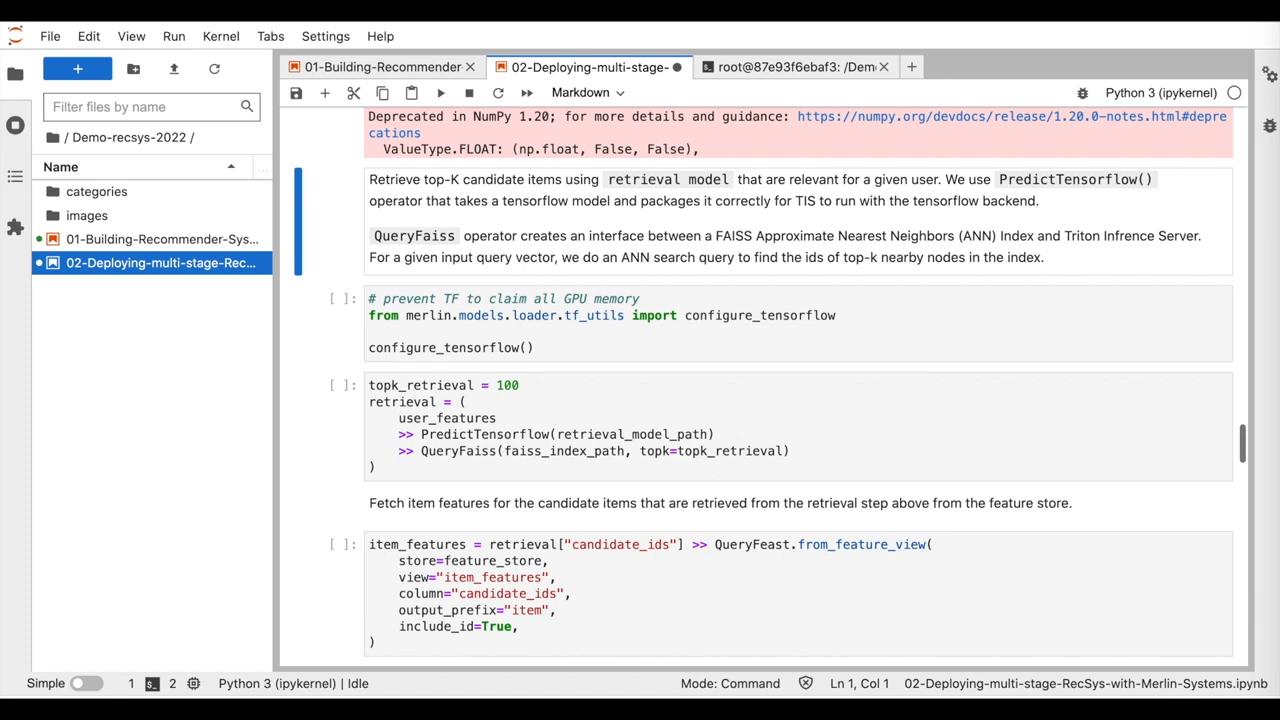 File Edit View Run Kernel Tabs Settings Help
+
Filter files by name
/ Demo-recsys-2022 /
Name
categories
images
01-Building-Recommender-Sys...
02-Deploying-multi-stage-Rec...
01-Building-Recommender ✕ 02-Deploying-multi-stage- ● root@87e93f6ebaf3: /Dem ✕ +
Markdown Python 3 (ipykernel)
Deprecated in NumPy 1.20; for more details and guidance: https://numpy.org/devdocs/release/1.20.0-notes.html#depre
cations
ValueType.FLOAT: (np.float, False, False),
Retrieve top-K candidate items using retrieval model that are relevant for a given user. We use PredictTensorflow()
operator that takes a tensorflow model and packages it correctly for TIS to run with the tensorflow backend.
QueryFaiss operator creates an interface between a FAISS Approximate Nearest Neighbors (ANN) Index and Triton Infrence Server.
For a given input query vector, we do an ANN search query to find the ids of top-k nearby nodes in the index.
[ ]: # prevent TF to claim all GPU memory
from merlin.models.loader.tf_utils import configure_tensorflow
configure_tensorflow()
[ ]: topk_retrieval = 100
retrieval = (
user_features
>> PredictTensorflow(retrieval_model_path)
>> QueryFaiss(faiss_index_path, topk=topk_retrieval)
)
Fetch item features for the candidate items that are retrieved from the retrieval step above from the feature store.
[ ]: item_features = retrieval["candidate_ids"] >> QueryFeast.from_feature_view(
store=feature_store,
view="item_features",
column="candidate_ids",
output_prefix="item",
include_id=True,
)
Simple 1 2 Python 3 (ipykernel) | Idle Mode: Command Ln 1, Col 1 02-Deploying-multi-stage-RecSys-with-Merlin-Systems.ipynb